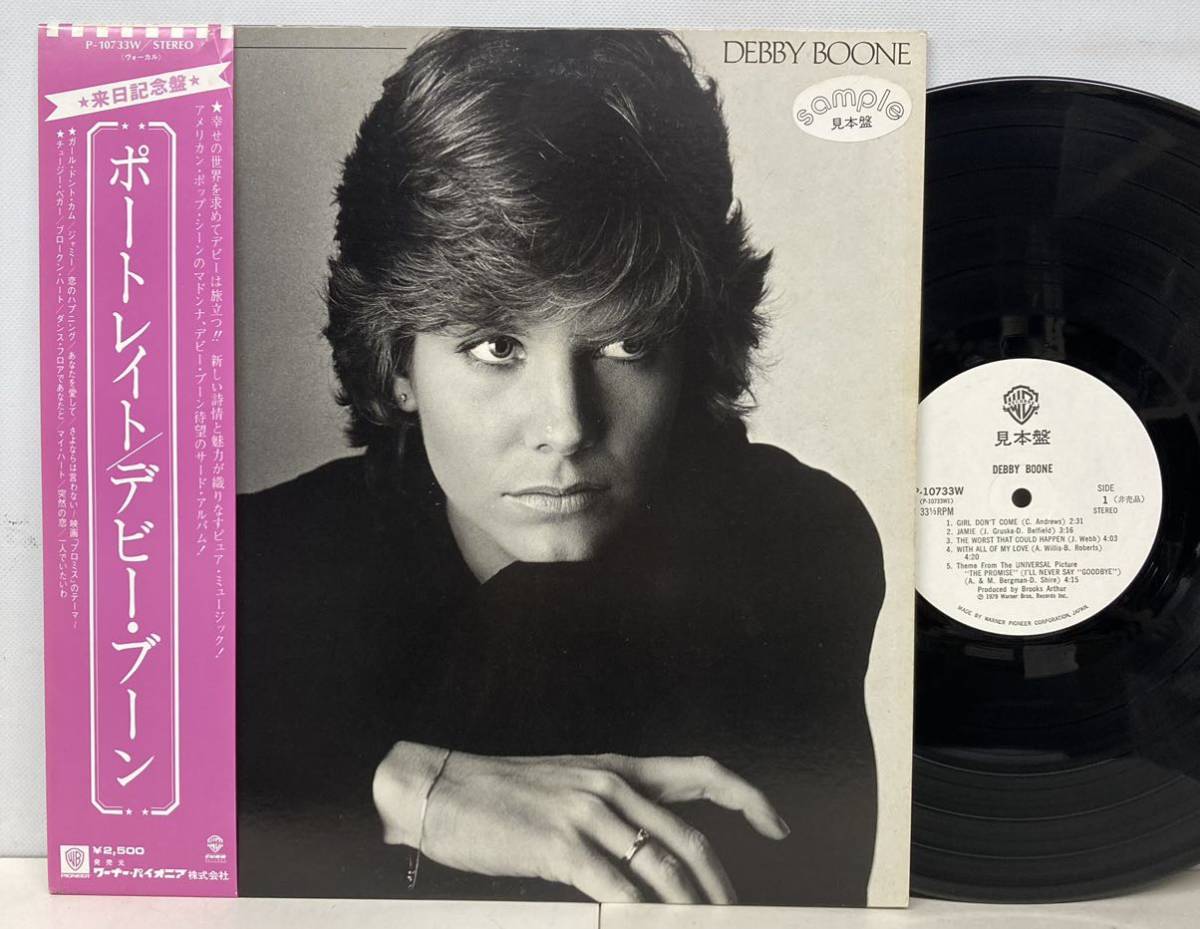 P-10733W/STEREO
(ヴォーカル)
★来日記念盤★
ポートレイト/デビー・ブーン
★幸せの世界を求めてデビーは旅立つ!! 新しい詩情と魅力が織りなすピュア・ミュージック!
アメリカン・ポップ・シーンのマドンナ、デビー・ブーン待望のサード・アルバム!
★ガール・ドント・カム/ジャミー/恋のハプニング/あなたを愛して/さよならは言わない〜映画「プロミス」のテーマ〜
★チュージー・ベガー/ブロークン・ハート/ダンス・フロアであなたと/マイ・ハート/突然の恋/一人でいたいわ
¥2,500
発売元
ワーナー・パイオニア株式会社
WB
PIONEER
DEBBY BOONE
sample
見本盤
見本盤
DEBBY BOONE
P-10733W
(P-10733W1)
33⅓RPM
SIDE
1 (非売品)
STEREO
1. GIRL DON'T COME (C. Andrews) 2:31
2. JAMIE (J. Gruska-D. Belfield) 3:16
3. THE WORST THAT COULD HAPPEN (J. Webb) 4:03
4. WITH ALL OF MY LOVE (A. Willis-B. Roberts)
4:20
5. Theme From The UNIVERSAL Picture
"THE PROMISE" (I'LL NEVER SAY "GOODBYE")
(A. & M. Bergman-D. Shire) 4:15
Produced by Brooks Arthur
℗ 1979 Warner Bros. Records Inc.
MADE BY WARNER PIONEER CORPORATION, JAPAN